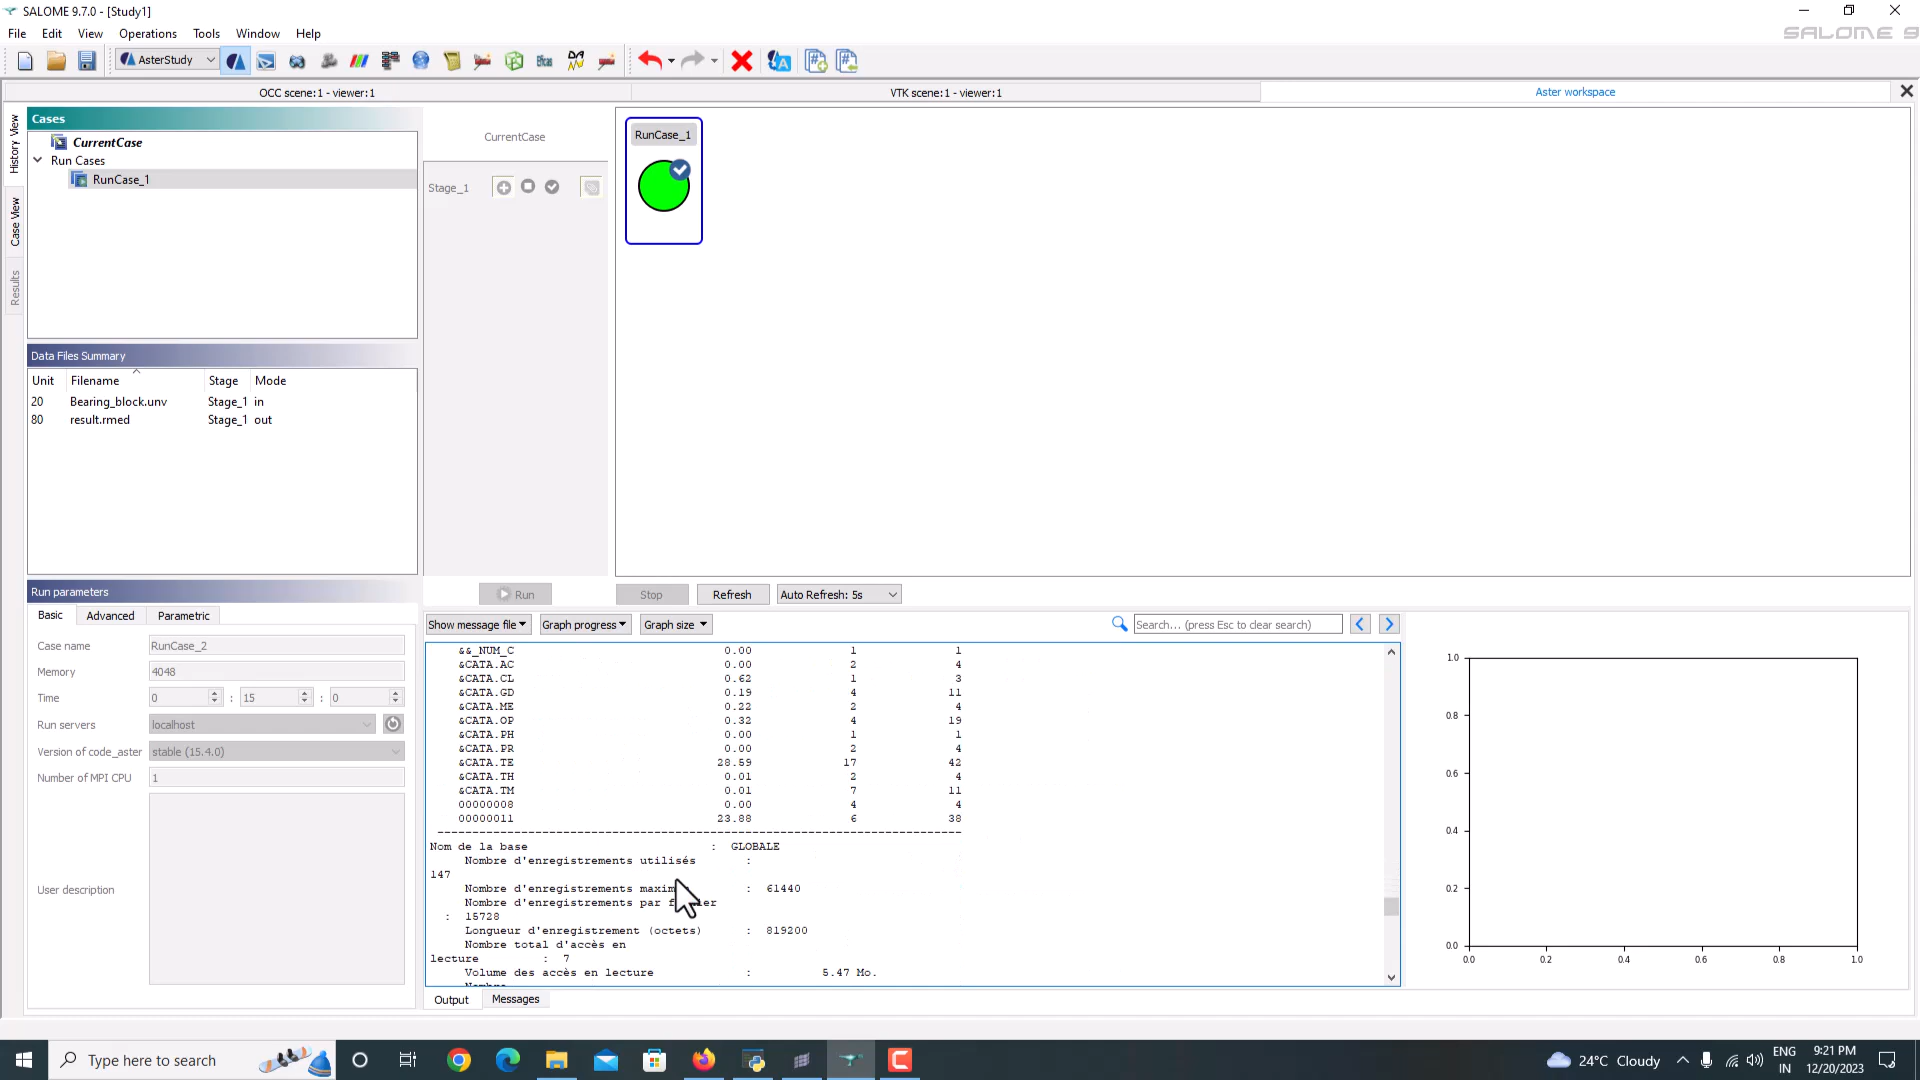 SALOME 9.7.0 - [Study1]
File Edit View Operations Tools Window Help
SALOME 9
AsterStudy
OCC scene:1 - viewer:1
VTK scene:1 - viewer:1
Aster workspace
History View
Case View
Results
Cases
CurrentCase
Run Cases
RunCase_1
CurrentCase
Stage_1
RunCase_1
Data Files Summary
Unit Filename Stage Mode
20 Bearing_block.unv Stage_1 in
80 result.rmed Stage_1 out
Run parameters
Basic Advanced Parametric
Case name RunCase_2
Memory 4048
Time 0 : 15 : 0
Run servers localhost
Version of code_aster stable (15.4.0)
Number of MPI CPU 1
User description
Run
Stop
Refresh
Auto Refresh: 5s
Show message file
Graph progress
Graph size
Search... (press Esc to clear search)
&&_NUM_C 0.00 1 1
&CATA.AC 0.00 2 4
&CATA.CL 0.62 1 3
&CATA.GD 0.19 4 11
&CATA.ME 0.22 2 4
&CATA.OP 0.32 4 19
&CATA.PH 0.00 1 1
&CATA.PR 0.00 2 4
&CATA.TE 28.59 17 42
&CATA.TH 0.01 2 4
&CATA.TM 0.01 7 11
00000008 0.00 4 4
00000011 23.88 6 38
--------------------------------------------------------------------------
Nom de la base : GLOBALE
Nombre d'enregistrements utilisés :
147
Nombre d'enregistrements : 61440
Nombre d'enregistrements par
: 15728
Longueur d'enregistrement (octets) : 819200
Nombre total d'accès en
lecture : 7
Volume des accès en lecture : 5.47 Mo.
Nombre
1.0
0.8
0.6
0.4
0.2
0.0
0.0 0.2 0.4 0.6 0.8 1.0
Output Messages
Type here to search
24°C Cloudy
ENG
IN
9:21 PM
12/20/2023